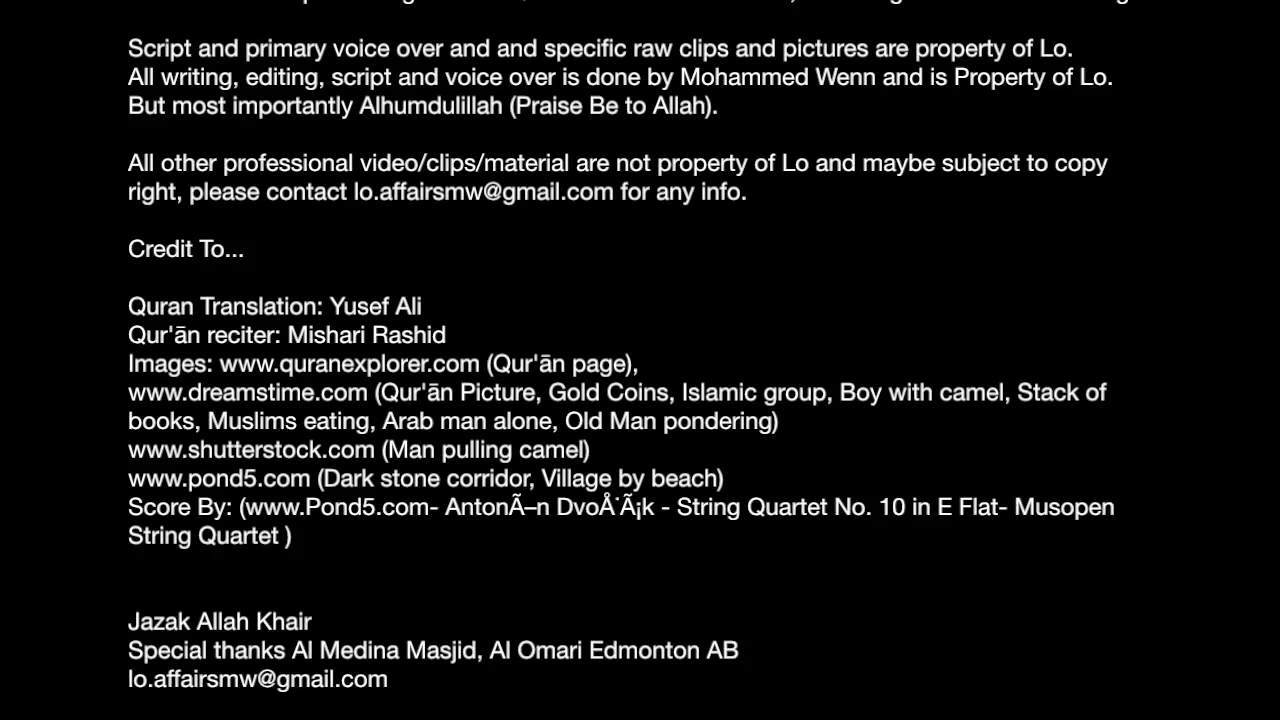 Script and primary voice over and and specific raw clips and pictures are property of Lo.
All writing, editing, script and voice over is done by Mohammed Wenn and is Property of Lo.
But most importantly Alhumdulillah (Praise Be to Allah).
All other professional video/clips/material are not property of Lo and maybe subject to copy
right, please contact lo.affairsmw@gmail.com for any info.
Credit To...
Quran Translation: Yusef Ali
Qur'ān reciter: Mishari Rashid
Images: www.quranexplorer.com (Qur'ān page),
www.dreamstime.com (Qur'ān Picture, Gold Coins, Islamic group, Boy with camel, Stack of
books, Muslims eating, Arab man alone, Old Man pondering)
www.shutterstock.com (Man pulling camel)
www.pond5.com (Dark stone corridor, Village by beach)
Score By: (www.Pond5.com- AntonÃ–n DvoÅ˙Ã¡k - String Quartet No. 10 in E Flat- Musopen
String Quartet )
Jazak Allah Khair
Special thanks Al Medina Masjid, Al Omari Edmonton AB
lo.affairsmw@gmail.com